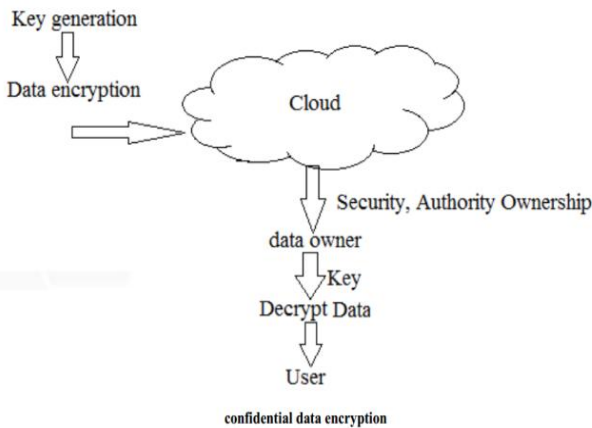 Key generation
Data encryption
Cloud
Security, Authority Ownership
data owner
Key
Decrypt Data
User
confidential data encryption